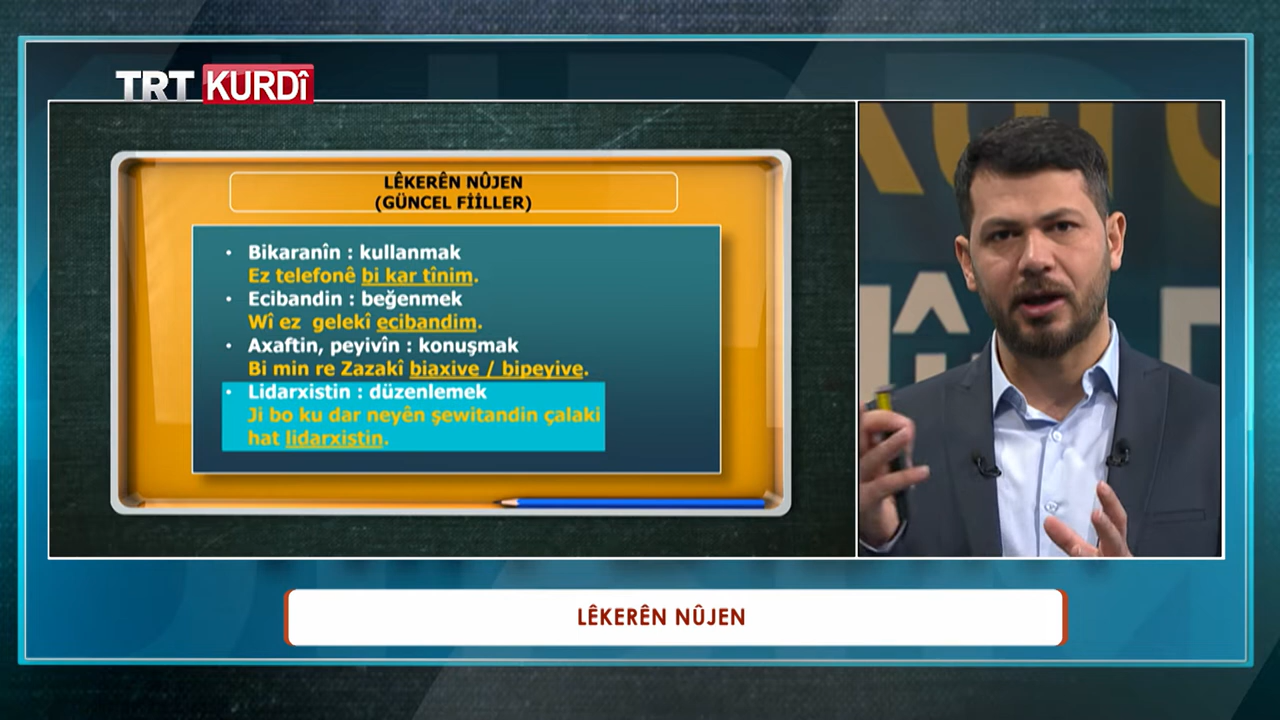 TRT KURDÎ
LÊKERÊN NÛJEN
(GÜNCEL FİİLLER)
• Bikaranîn : kullanmak
Ez telefonê bi kar tînim.
• Ecibandin : beğenmek
Wî ez gelekî ecibandim.
• Axaftin, peyivîn : konuşmak
Bi min re Zazakî biaxive / bipeyive.
• Lidarxistin : düzenlemek
Ji bo ku dar neyên şewitandin çalaki
hat lidarxistin.
LÊKERÊN NÛJEN